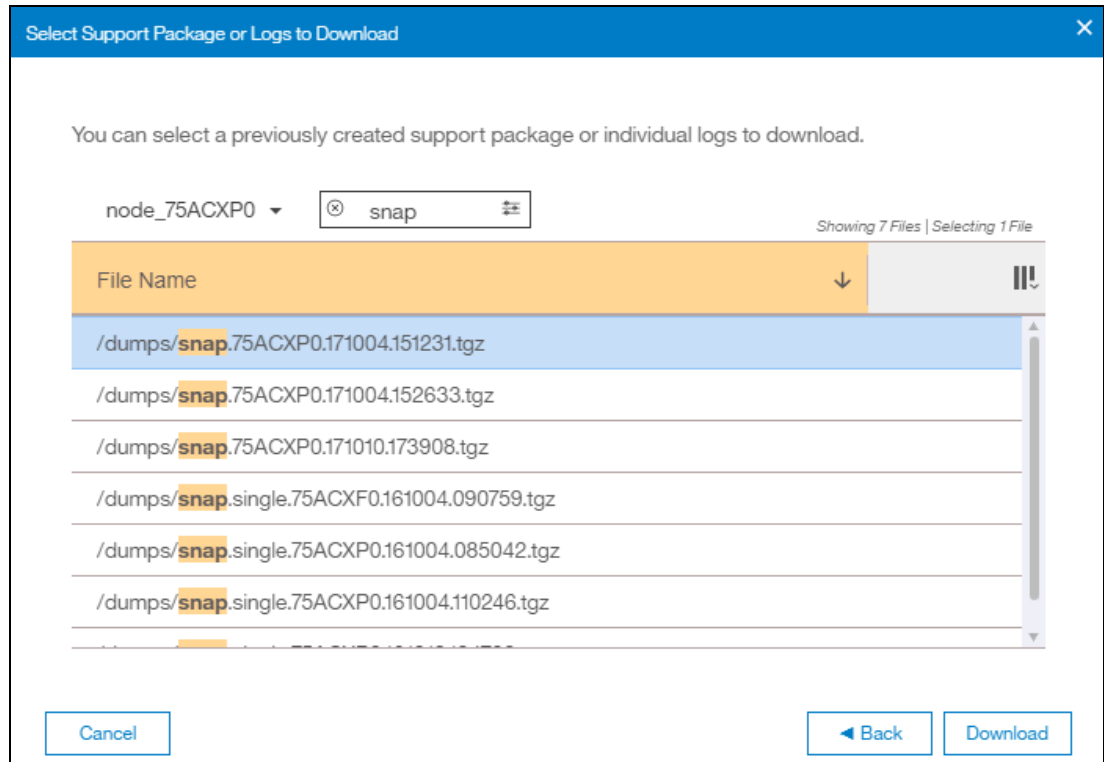 Select Support Package or Logs to Download
You can select a previously created support package or individual logs to download.
node_75ACXP0 snap
Showing 7 Files | Selecting 1 File
File Name
/dumps/snap.75ACXP0.171004.151231.tgz
/dumps/snap.75ACXP0.171004.152633.tgz
/dumps/snap.75ACXP0.171010.173908.tgz
/dumps/snap.single.75ACXF0.161004.090759.tgz
/dumps/snap.single.75ACXP0.161004.085042.tgz
/dumps/snap.single.75ACXP0.161004.110246.tgz
Cancel Back Download